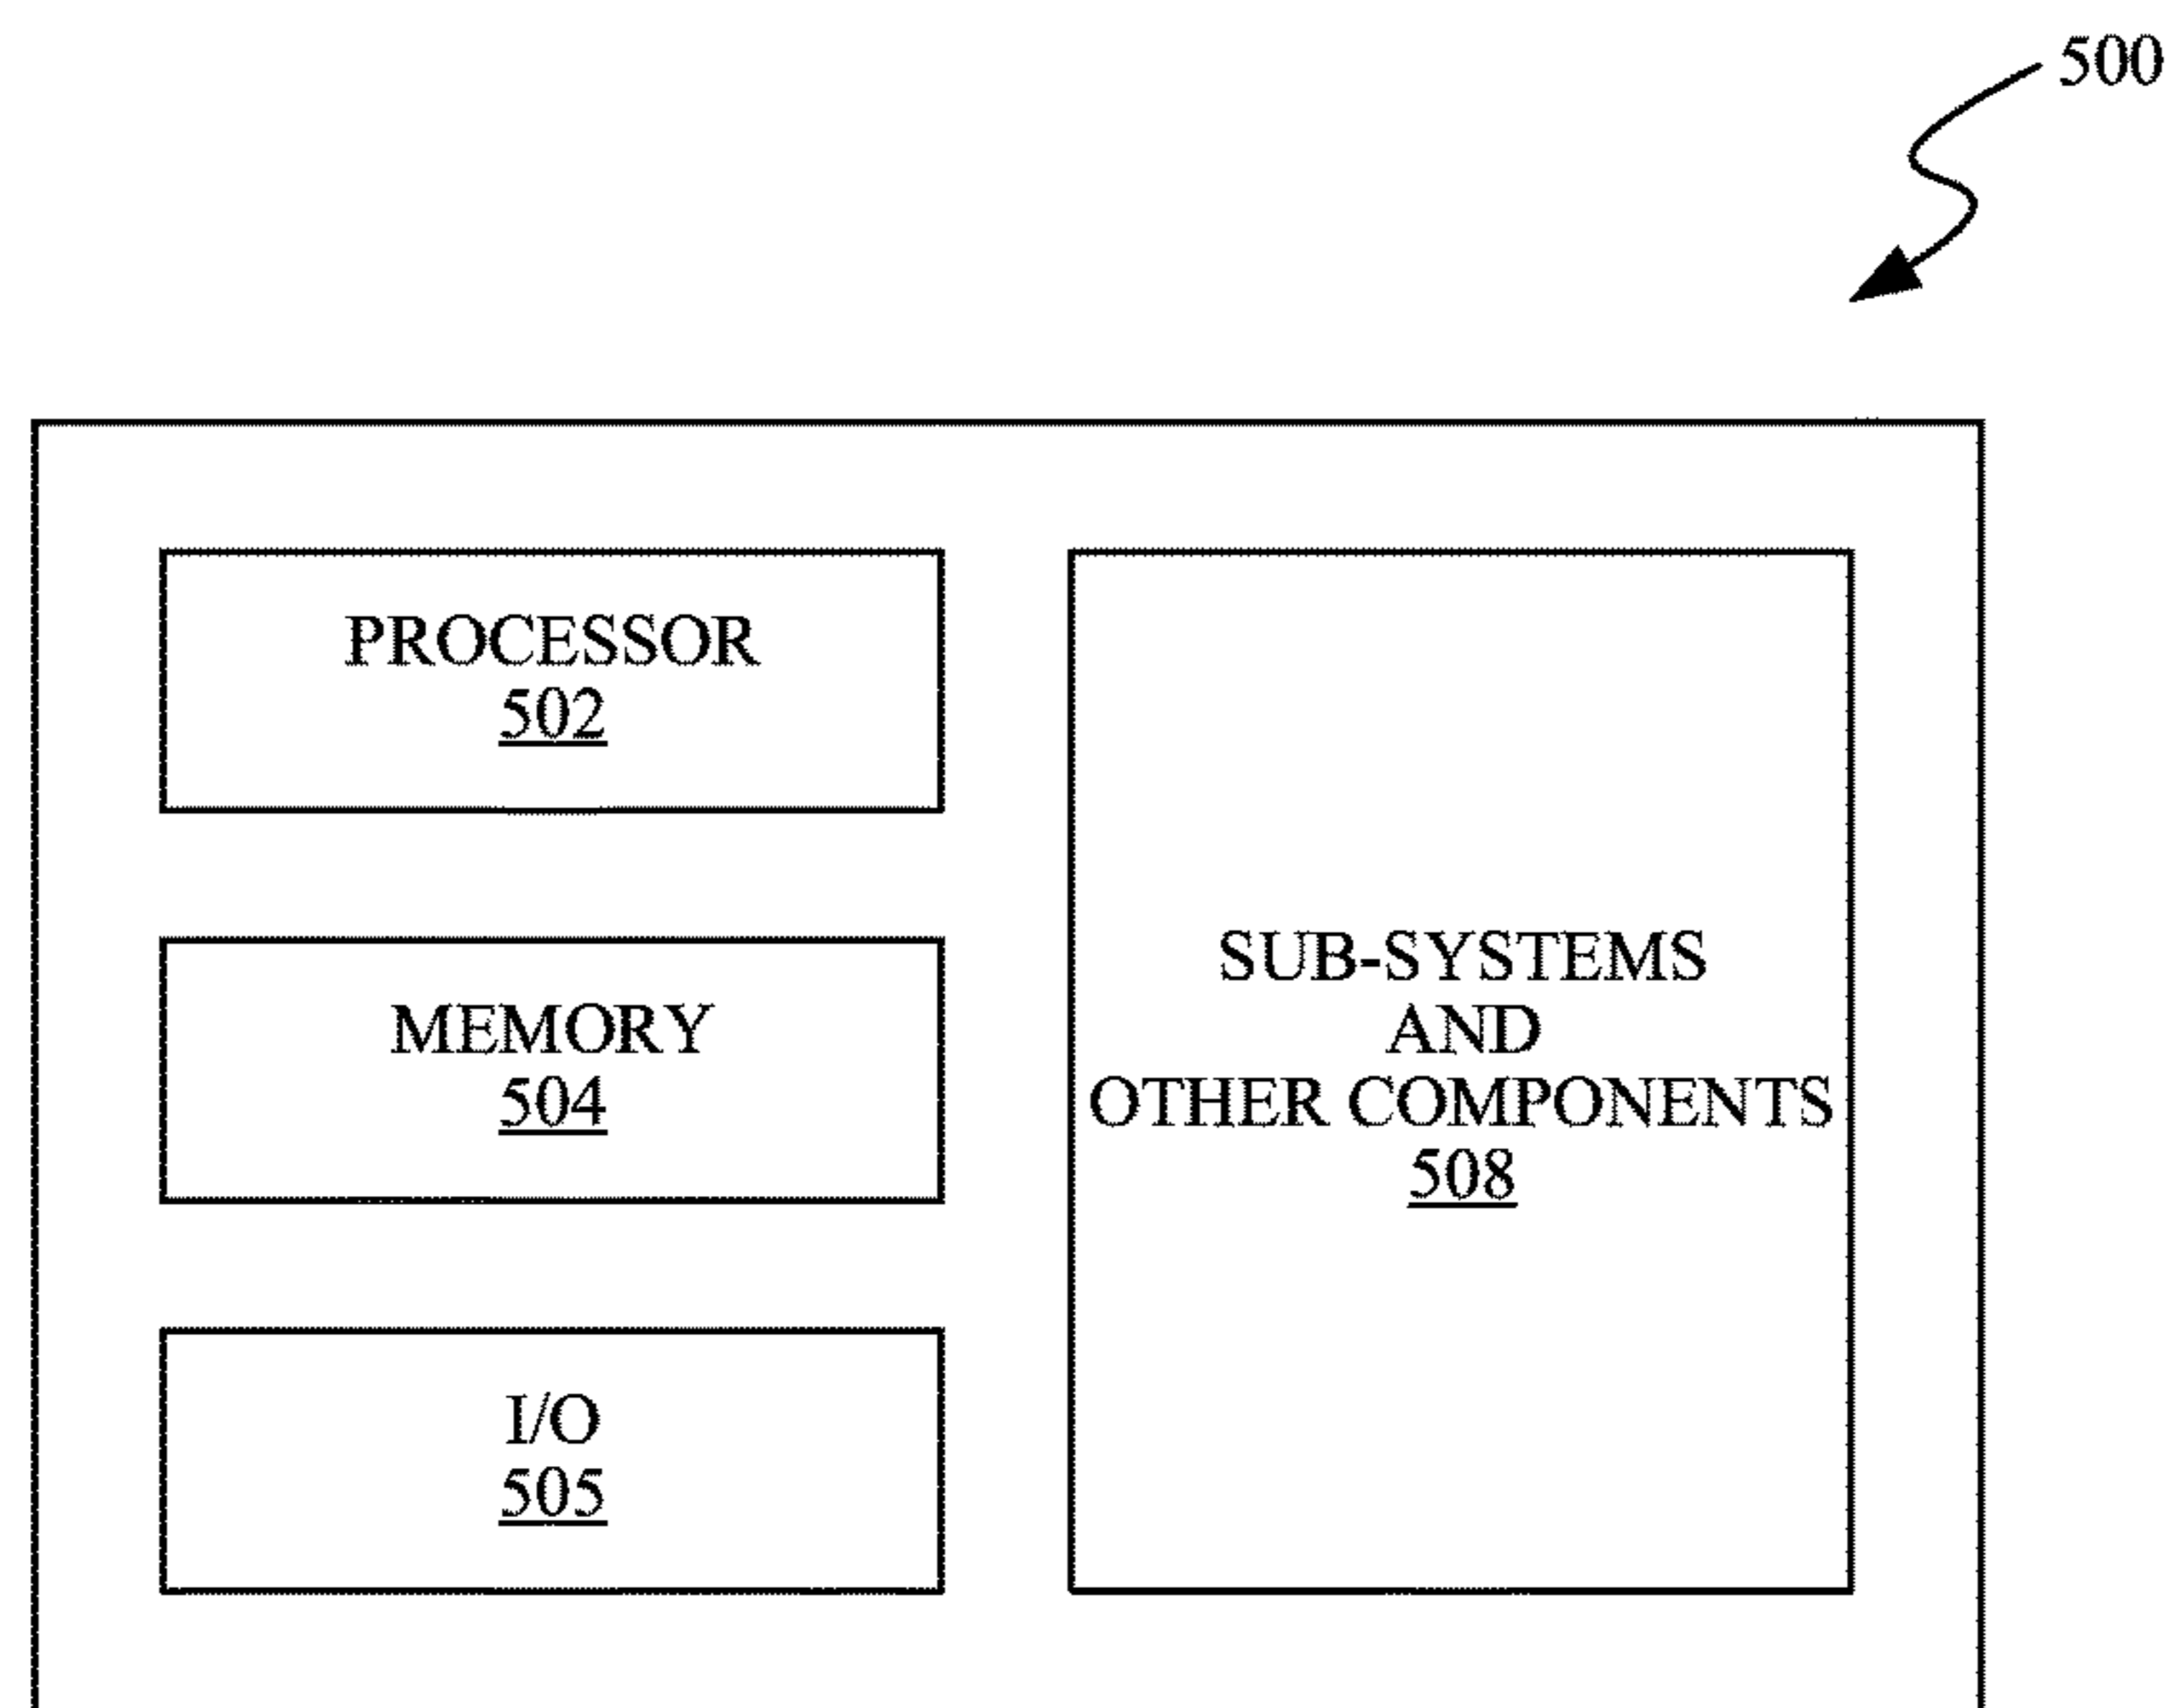 500
PROCESSOR
502
MEMORY
504
I/O
505
SUB-SYSTEMS
AND
OTHER COMPONENTS
508